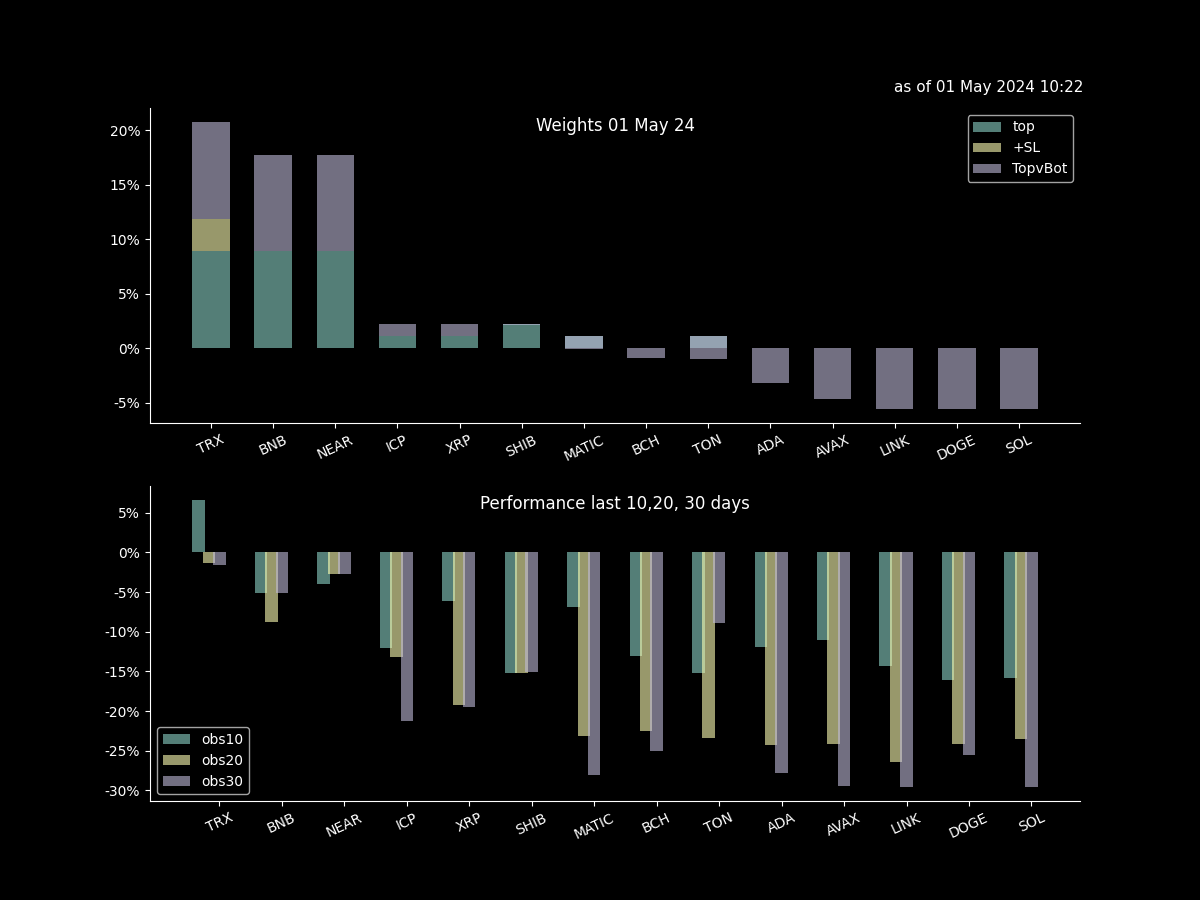 as of 01 May 2024 10:22
Weights 01 May 24
top
+SL
TopvBot
20%
15%
10%
5%
0%
-5%
TRX BNB NEAR ICP XRP SHIB MATIC BCH TON ADA AVAX LINK DOGE SOL
Performance last 10,20, 30 days
5%
0%
-5%
-10%
-15%
-20%
-25%
-30%
obs10
obs20
obs30
TRX BNB NEAR ICP XRP SHIB MATIC BCH TON ADA AVAX LINK DOGE SOL